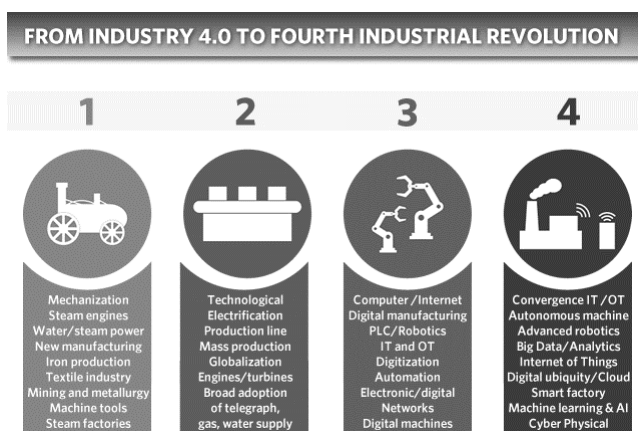 FROM INDUSTRY 4.0 TO FOURTH INDUSTRIAL REVOLUTION
1
2
3
4
Mechanization
Steam engines
Water/steam power
New manufacturing
Iron production
Textile industry
Mining and metallurgy
Machine tools
Steam factories
Technological
Electrification
Production line
Mass production
Globalization
Engines/turbines
Broad adoption
of telegraph,
gas, water supply
Computer /Internet
Digital manufacturing
PLC/Robotics
IT and OT
Digitization
Automation
Electronic/digital
Networks
Digital machines
Convergence IT /OT
Autonomous machine
Advanced robotics
Big Data/Analytics
Internet of Things
Digital ubiquity/Cloud
Smart factory
Machine learning & AI
Cyber Physical